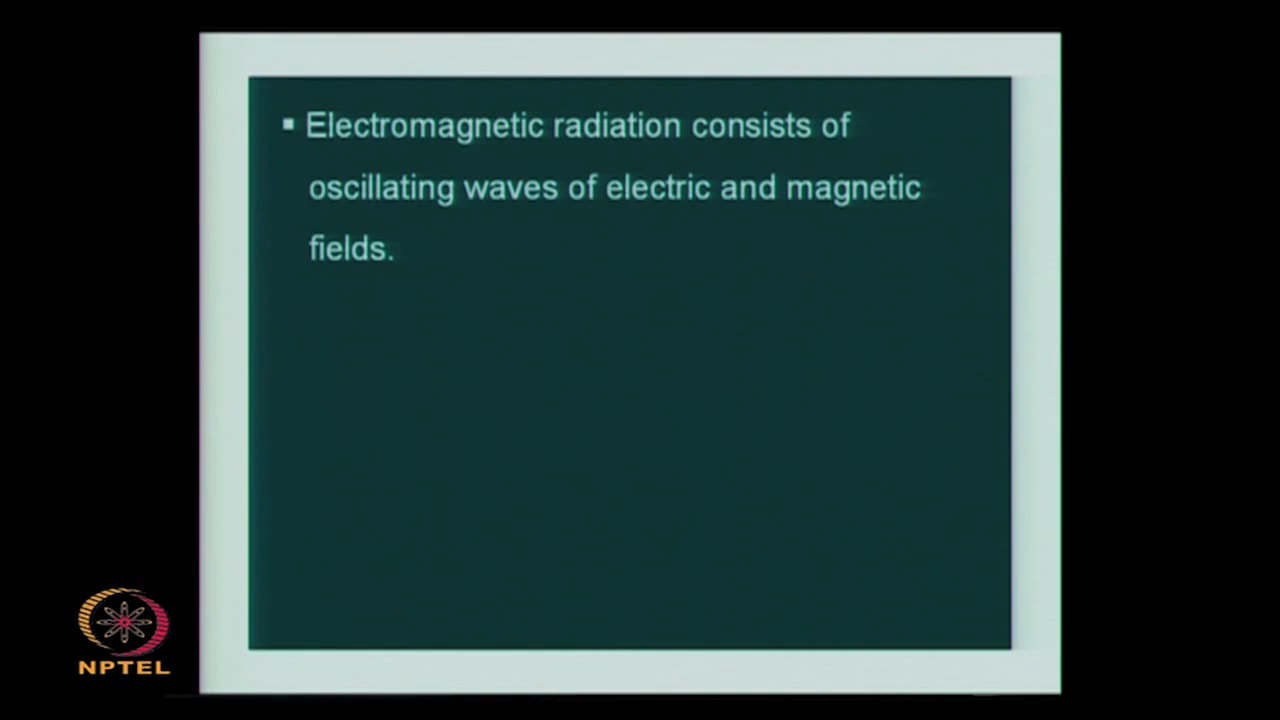 ▪ Electromagnetic radiation consists of
oscillating waves of electric and magnetic
fields.
NPTEL